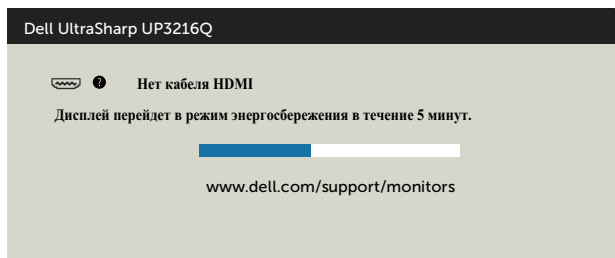 Dell UltraSharp UP3216Q
? Нет кабеля HDMI
Дисплей перейдет в режим энергосбережения в течение 5 минут.
www.dell.com/support/monitors